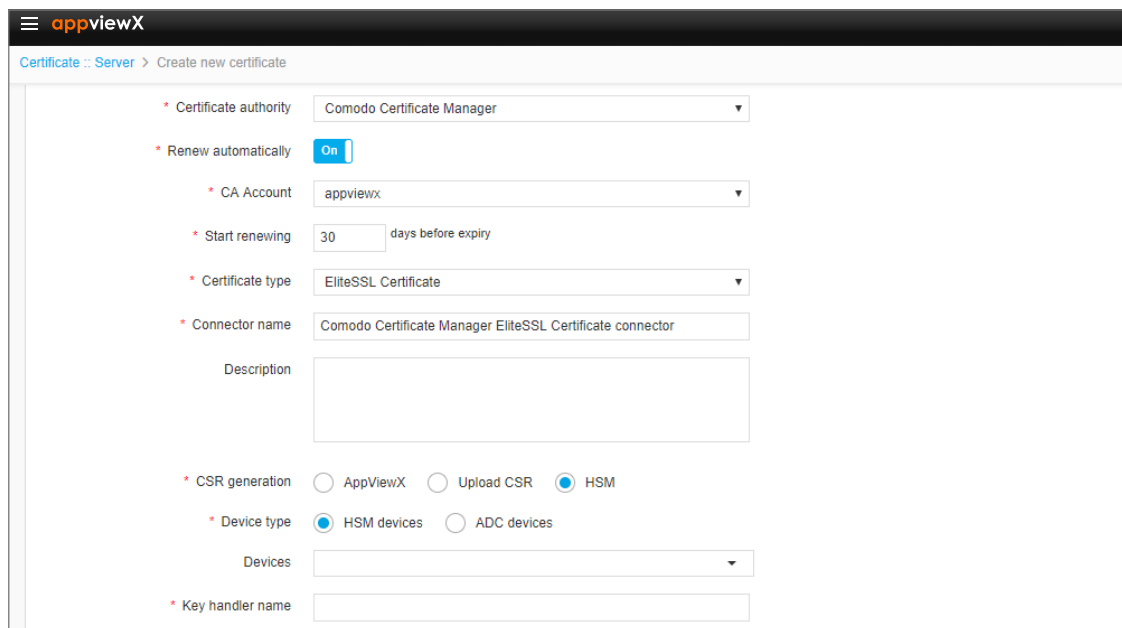 appviewX
Certificate :: Server > Create new certificate
* Certificate authority Comodo Certificate Manager
* Renew automatically On
* CA Account appviewx
* Start renewing 30 days before expiry
* Certificate type EliteSSL Certificate
* Connector name Comodo Certificate Manager EliteSSL Certificate connector
Description
* CSR generation AppViewX Upload CSR HSM
* Device type HSM devices ADC devices
Devices
* Key handler name